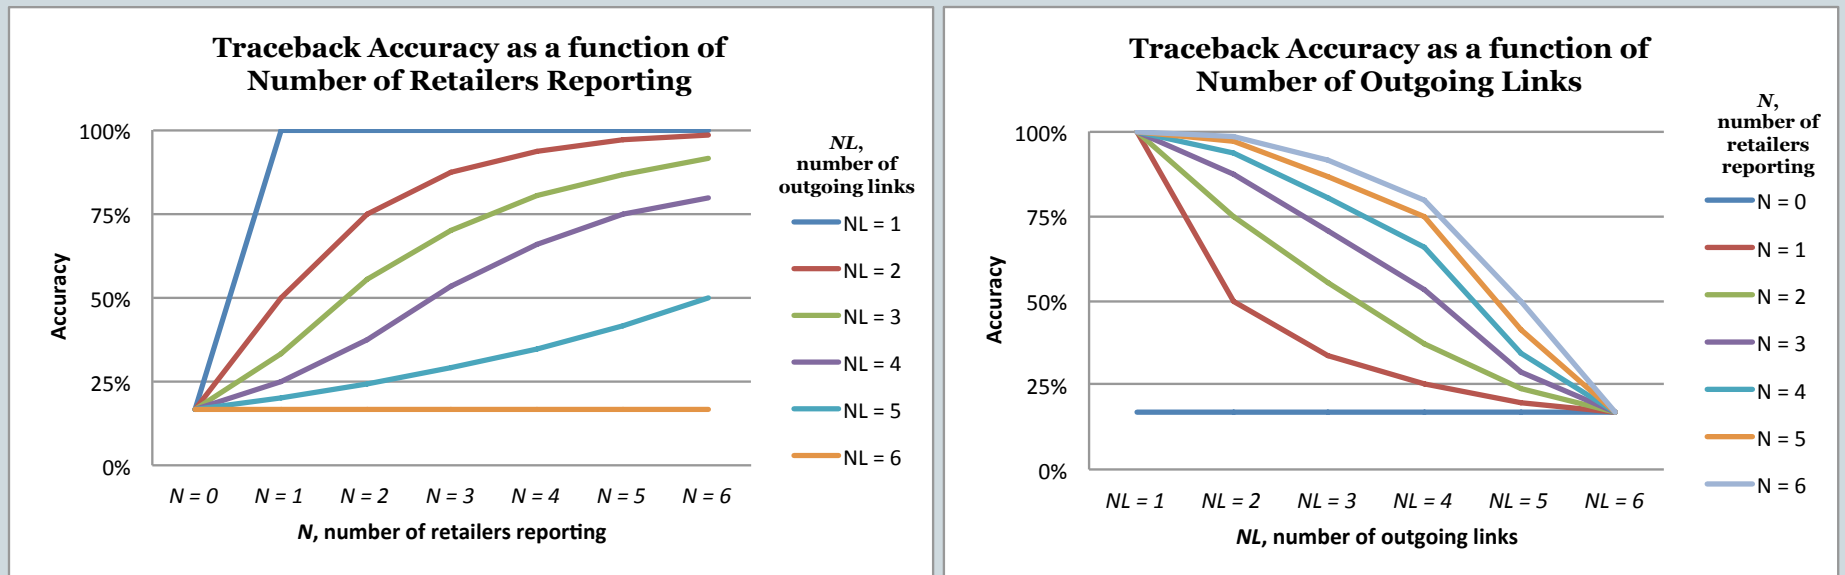 Traceback Accuracy as a function of
Number of Retailers Reporting
100%
75%
50%
25%
0%
Accuracy
N = 0
N = 1
N = 2
N = 3
N = 4
N = 5
N = 6
N, number of retailers reporting
NL,
number of
outgoing links
NL = 1
NL = 2
NL = 3
NL = 4
NL = 5
NL = 6
Traceback Accuracy as a function of
Number of Outgoing Links
100%
75%
50%
25%
0%
Accuracy
NL = 1
NL = 2
NL = 3
NL = 4
NL = 5
NL = 6
NL, number of outgoing links
N,
number of
retailers
reporting
N = 0
N = 1
N = 2
N = 3
N = 4
N = 5
N = 6